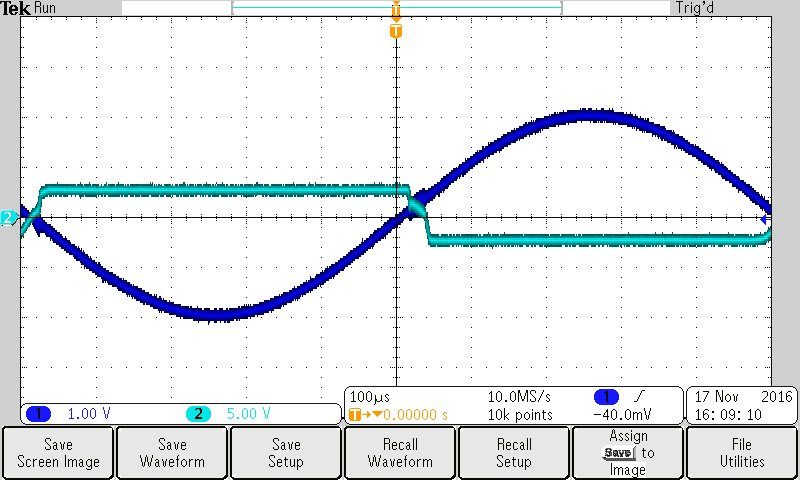 Tek Run Trig'd
T
T
2
1 1.00 V 2 5.00 V
100µs 10.0MS/s 1 17 Nov 2016
T→▼0.00000 s 10k points −40.0mV 16:09:10
Save Screen Image
Save Waveform
Save Setup
Recall Waveform
Recall Setup
Assign Save to Image
File Utilities